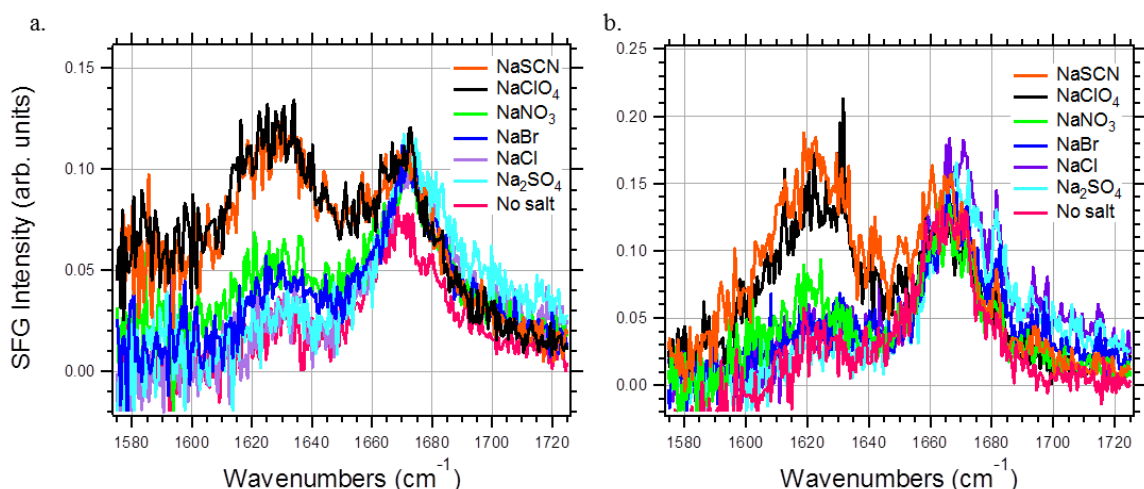 a.
SFG Intensity (arb. units)
0.15
0.10
0.05
0.00
NaSCN
NaClO₄
NaNO₃
NaBr
NaCl
Na₂SO₄
No salt
1580 1600 1620 1640 1660 1680 1700 1720
Wavenumbers (cm⁻¹)
b.
0.25
0.20
0.15
0.10
0.05
0.00
NaSCN
NaClO₄
NaNO₃
NaBr
NaCl
Na₂SO₄
No salt
1580 1600 1620 1640 1660 1680 1700 1720
Wavenumbers (cm⁻¹)